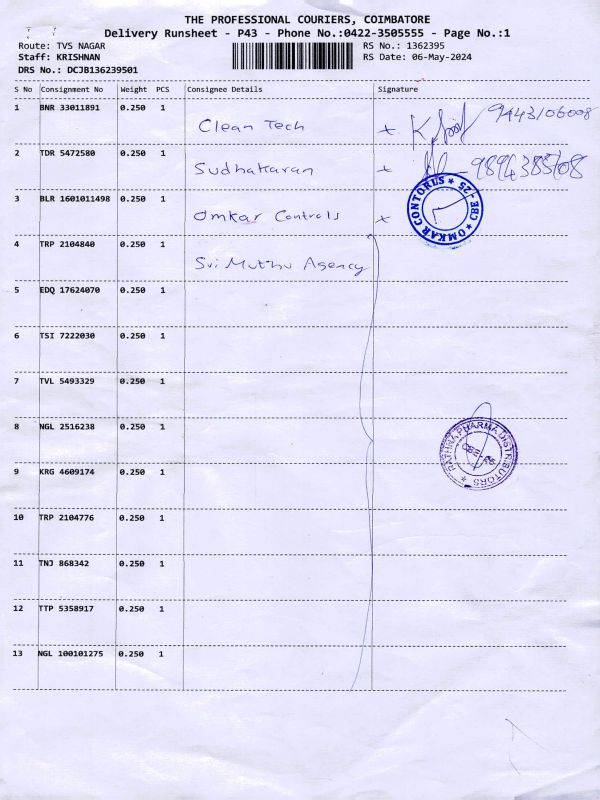 THE PROFESSIONAL COURIERS, COIMBATORE
Delivery Runsheet - P43 - Phone No.:0422-3505555 - Page No.:1
Route: TVS NAGAR RS No.: 1362395
Staff: KRISHNAN RS Date: 06-May-2024
DRS No.: DCJB136239501
S No Consignment No Weight PCS Consignee Details Signature
1 BNR 33011891 0.250 1 Clean Tech 9443106008
2 TDR 5472580 0.250 1 Sudhakaran
3 BLR 1601011498 0.250 1 Omkar Controls
OMKAR CONTORLUS
4 TRP 2104840 0.250 1 Sri Muthu Agency
5 EDQ 17624070 0.250 1
6 TSI 7222030 0.250 1
7 TVL 5493329 0.250 1
8 NGL 2516238 0.250 1
PHARMA DISTRIBUTORS
9 KRG 4609174 0.250 1
10 TRP 2104776 0.250 1
11 TNJ 868342 0.250 1
12 TTP 5358917 0.250 1
13 NGL 100101275 0.250 1